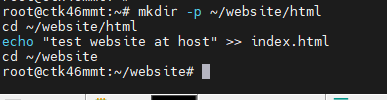 root@ctk46mmt:~# mkdir -p ~/website/html
cd ~/website/html
echo "test website at host" >> index.html
cd ~/website
root@ctk46mmt:~/website#